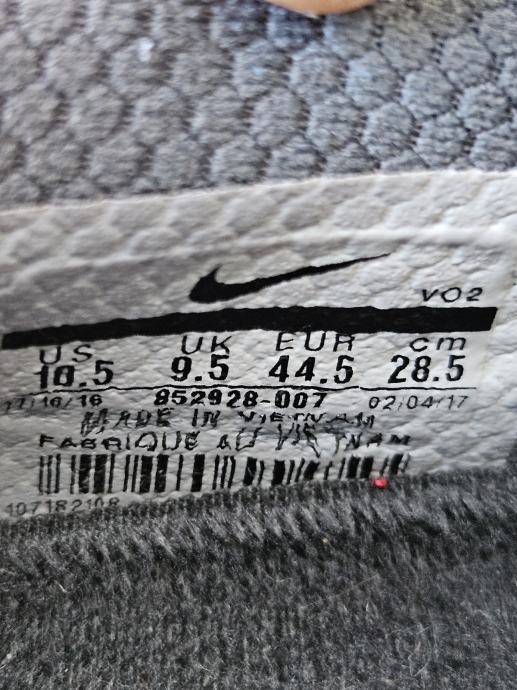 VO2
US UK EUR cm
10.5 9.5 44.5 28.5
17/10/16 852928-007 02/04/17
MADE IN VIETNAM
FABRIQUE AU VIETNAM
107182108